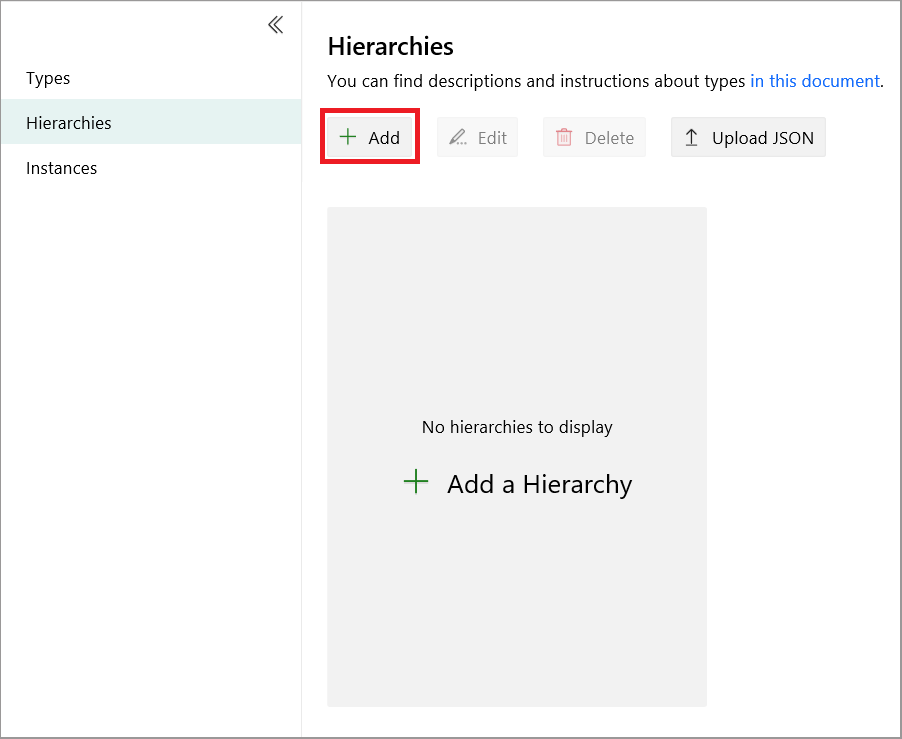 Types
Hierarchies
Instances
Hierarchies
You can find descriptions and instructions about types in this document.
Add
Edit
Delete
Upload JSON
No hierarchies to display
Add a Hierarchy